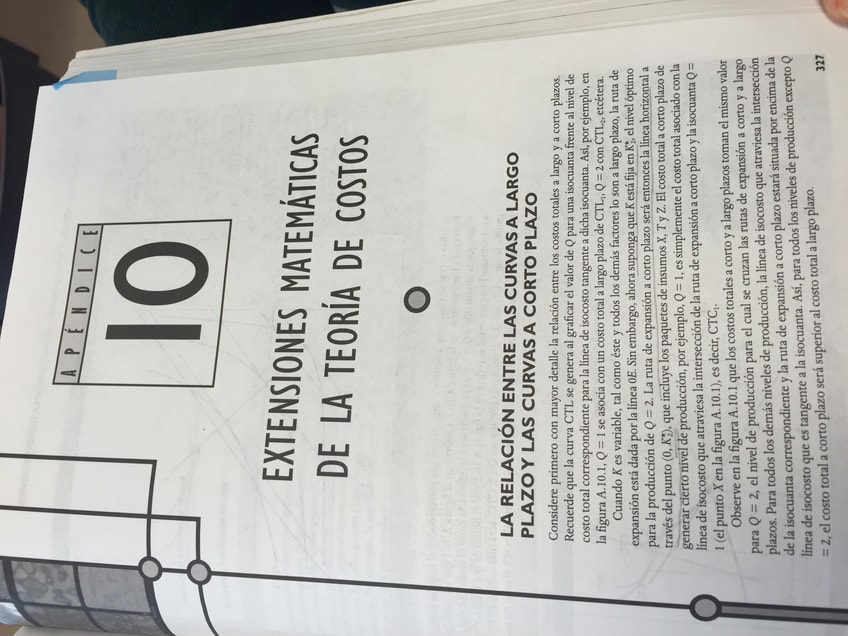 APÉNDICE
10
EXTENSIONES MATEMÁTICAS
DE LA TEORÍA DE COSTOS
LA RELACIÓN ENTRE LAS CURVAS A LARGO
PLAZO Y LAS CURVAS A CORTO PLAZO
Considere primero con mayor detalle la relación entre los costos totales a largo y a corto plazos.
Recuerde que la curva CTL se genera al graficar el valor de Q para una isocuanta frente al nivel de
costo total correspondiente para la línea de isocosto tangente a dicha isocuanta. Así, por ejemplo, en
la figura A.10.1, Q = 1 se asocia con un costo total a largo plazo de CTL₁, Q = 2 con CTL₂, etcétera.
Cuando K es variable, tal como éste y todos los demás factores lo son a largo plazo, la ruta de
expansión está dada por la línea 0E. Sin embargo, ahora suponga que K está fija en K₂*, el nivel óptimo
para la producción de Q = 2. La ruta de expansión a corto plazo será entonces la línea horizontal a
través del punto (0, K₂*), que incluye los paquetes de insumos X, T y Z. El costo total a corto plazo de
generar cierto nivel de producción, por ejemplo, Q = 1, es simplemente el costo total asociado con la
línea de isocosto que atraviesa la intersección de la ruta de expansión a corto plazo y la isocuanta Q =
1 (el punto X en la figura A.10.1), es decir, CTC₁.
Observe en la figura A.10.1 que los costos totales a corto y a largo plazos toman el mismo valor
para Q = 2, el nivel de producción para el cual se cruzan las rutas de expansión a corto y a largo
plazos. Para todos los demás niveles de producción, la línea de isocosto que atraviesa la intersección
de la isocuanta correspondiente y la ruta de expansión a corto plazo estará situada por encima de la
línea de isocosto que es tangente a la isocuanta. Así, para todos los niveles de producción excepto Q
= 2, el costo total a corto plazo será superior al costo total a largo plazo.
327